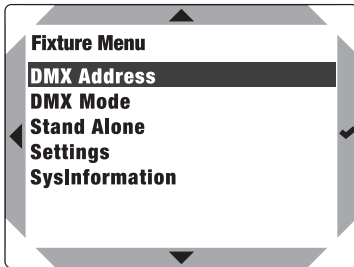 Fixture Menu
DMX Address
DMX Mode
Stand Alone
Settings
SysInformation